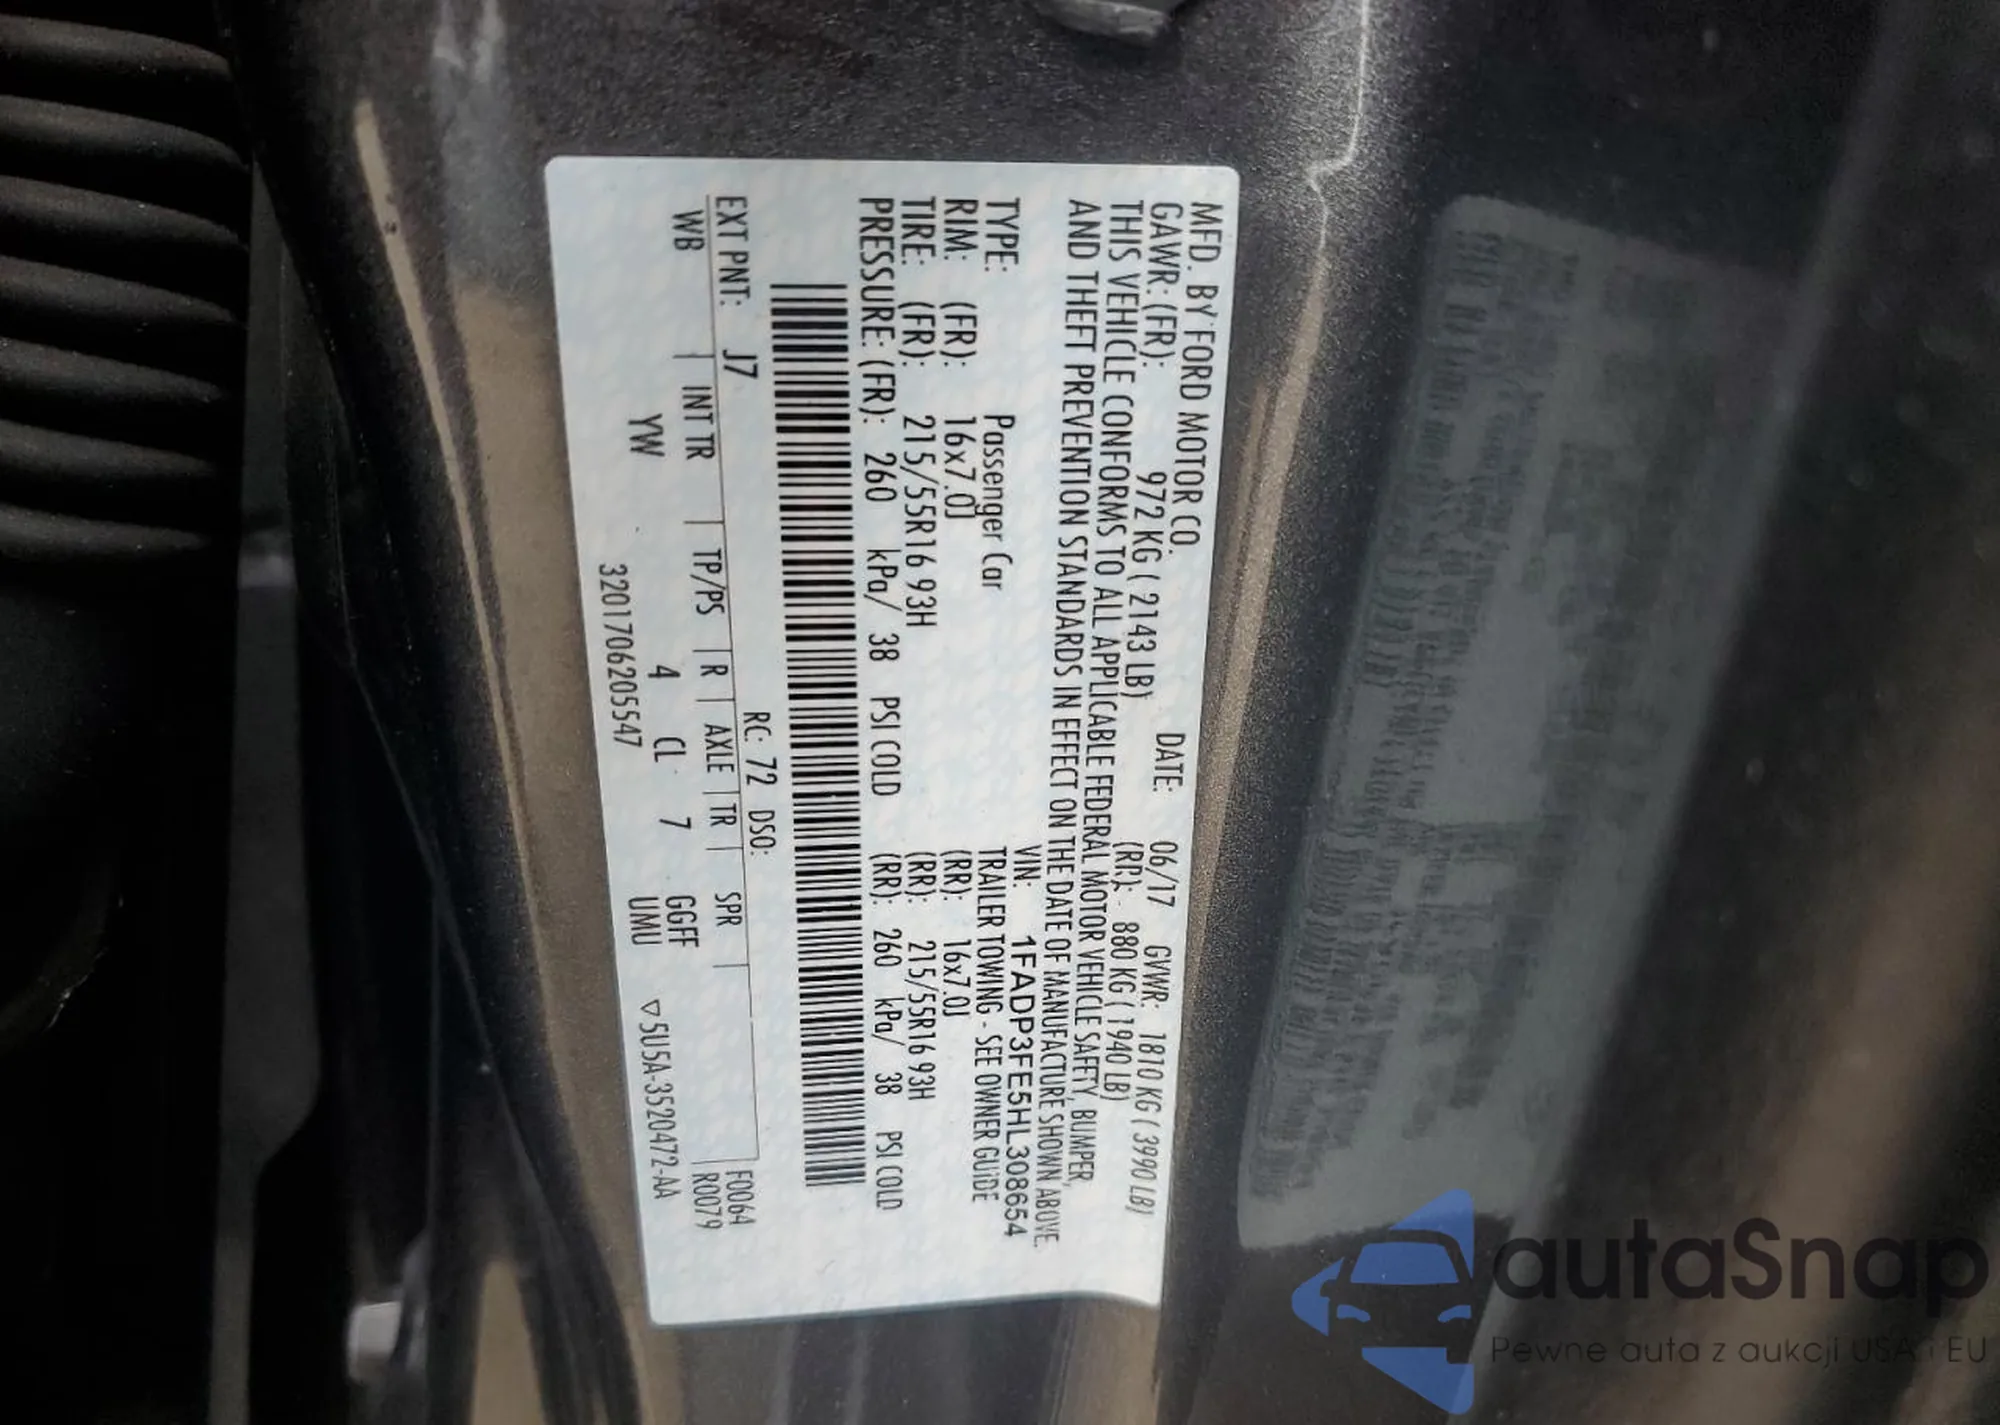 MFD. BY FORD MOTOR CO. DATE: 06/17 GVWR: 1810 KG ( 3990 LB)
GAWR: (FR): 972 KG ( 2143 LB) (RR): 880 KG ( 1940 LB)
THIS VEHICLE CONFORMS TO ALL APPLICABLE FEDERAL MOTOR VEHICLE SAFETY, BUMPER,
AND THEFT PREVENTION STANDARDS IN EFFECT ON THE DATE OF MANUFACTURE SHOWN ABOVE.
VIN: 1FADP3FE5HL308654
TYPE: Passenger Car TRAILER TOWING - SEE OWNER GUIDE
RIM: (FR): 16x7.0J (RR): 16x7.0J
TIRE: (FR): 215/55R16 93H (RR): 215/55R16 93H
PRESSURE: (FR): 260 kPa/ 38 PSI COLD (RR): 260 kPa/ 38 PSI COLD
RC: 72 DSO:
EXT PNT: J7 F0064
WB INT TR TP/PS R AXLE TR SPR R0079
YW 4 CL 7 GGFF
UMU
3201706205547 ▽5U5A-3520472-AA
autaSnap
Pewne auta z aukcji USA i EU